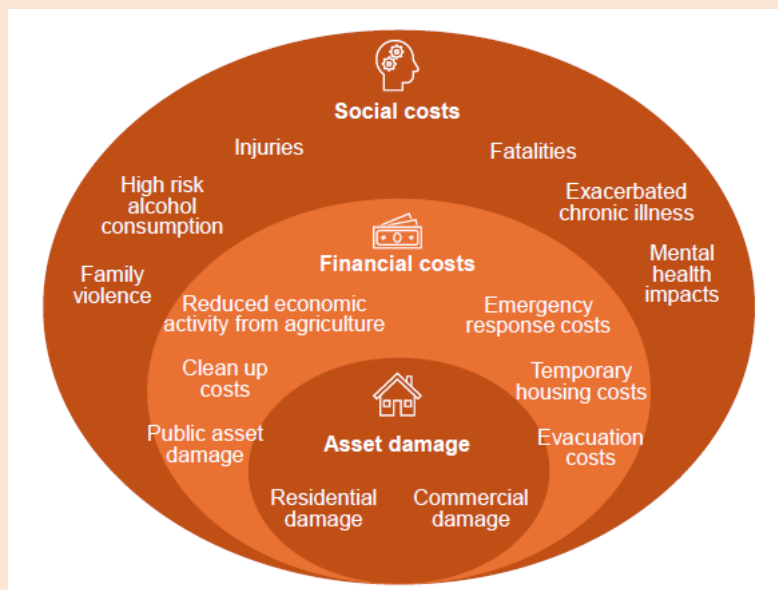 Social costs
Injuries
Fatalities
High risk
alcohol
consumption
Exacerbated
chronic illness
Family
violence
Mental
health
impacts
Financial costs
Reduced economic
activity from agriculture
Emergency
response costs
Clean up
costs
Temporary
housing costs
Public asset
damage
Evacuation
costs
Asset damage
Residential
damage
Commercial
damage